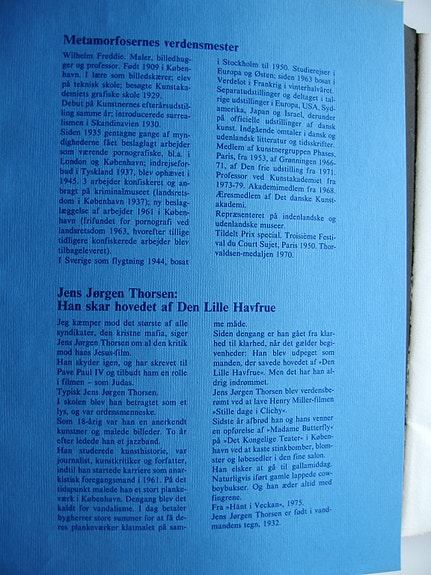 Metamorfosernes verdensmester
Wilhelm Freddie. Maler, billedhug-
ger og professor. Født 1909 i Køben-
havn. I lære som billedskærer; elev
på teknisk skole; besøgte Kunstaka-
demiets grafiske skole 1929.
Debut på Kunstnernes efterårsudstil-
ling samme år; introducerede surrea-
lismen i Skandinavien 1930.
Siden 1935 gentagne gange af myn-
dighederne fået beslaglagt arbejder
som værende pornografiske, bl.a. i
London og København; indrejsefor-
bud i Tyskland 1937, blev ophævet i
1945. 3 arbejder konfiskeret og an-
bragt på kriminalmuseet (landsrets-
dom i København 1937); ny beslag-
læggelse af arbejder 1961 i Køben-
havn (frifundet for pornografi ved
landsretsdom 1963, hvorefter tillige
tidligere konfiskerede arbejder blev
tilbageleveret).
I Sverige som flygtning 1944, bosat
i Stockholm til 1950. Studierejser i
Europa og Østen; siden 1963 bosat i
Verdelot i Frankrig i vinterhalvåret.
Separatudstillinger og deltaget i tal-
rige udstillinger i Europa, USA, Syd-
amerika, Japan og Israel, derunder
på officielle udstillinger af dansk
kunst. Indgående omtaler i dansk og
udenlandsk litteratur og tidsskrifter.
Medlem af kunstnergruppen Phases,
Paris, fra 1953, af Grønningen 1966-
71, af Den frie udstilling fra 1971.
Professor ved Kunstakademiet fra
1973-79. Akademimedlem fra 1968.
Æresmedlem af Det danske Kunst-
akademi.
Repræsenteret på indenlandske og
udenlandske museer.
Tildelt Prix special. Troisième Festi-
val du Court Sujet, Paris 1950. Thor-
valdsen-medaljen 1970.
Jens Jørgen Thorsen:
Han skar hovedet af Den Lille Havfrue
Jeg kæmper mod det største af alle
syndikater, den kristne mafia, siger
Jens Jørgen Thorsen om al den kritik
mod hans Jesus-film.
Han skyder igen, og har skrevet til
Pave Paul IV og tilbudt ham en rolle
i filmen – som Judas.
Typisk Jens Jørgen Thorsen.
I skolen blev han betragtet som et
lys, og var ordensmenneske.
Som 18-årig var han en anerkendt
kunstner og malede billeder. To år
efter ledede han et jazzband.
Han studerede kunsthistorie, var
journalist, kunstkritiker og forfatter,
indtil han startede karriere som anar-
kistisk foregangsmand i 1961. På det
tidspunkt malede han et stort planke-
værk i København. Dengang blev det
kaldt for vandalisme. I dag betaler
bygherrer store summer for at få de-
res plankeværker klatmalet på sam-
me måde.
Siden dengang er han gået fra klar-
hed til klarhed, når det gælder begi-
venheder: Han blev udpeget som
manden, der savede hovedet af »Den
Lille Havfrue«. Men det har han al-
drig indrømmet.
Jens Jørgen Thorsen blev verdensbe-
rømt ved at lave Henry Miller-filmen
»Stille dage i Clichy«.
Sidste år afbrød han og hans venner
en opførelse af »Madame Butterfly«
på »Det Kongelige Teater« i Køben-
havn ved at kaste stinkbomber, blom-
ster og løbesedler i den fine salon.
Han elsker at gå til gallamiddag.
Naturligvis iført gamle lappede cow-
boybukser. Og han æder altid med
fingrene.
Fra »Hänt i Veckan«, 1975.
Jens Jørgen Thorsen er født i vand-
mandens tegn, 1932.